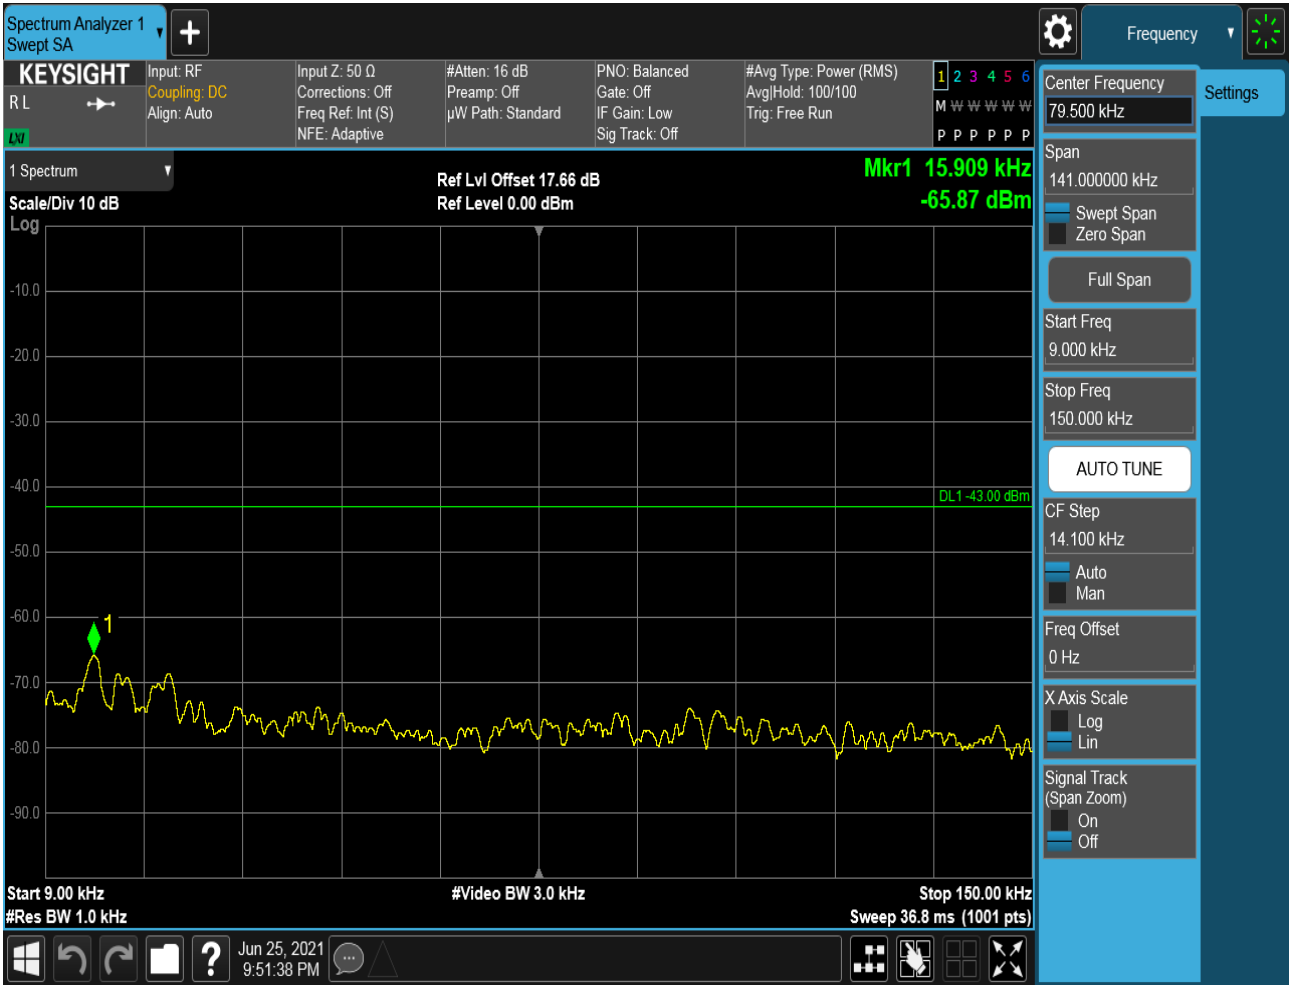 Spectrum Analyzer 1
Swept SA
+
Frequency
KEYSIGHT
R L
LXI
Input: RF
Coupling: DC
Align: Auto
Input Z: 50 Ω
Corrections: Off
Freq Ref: Int (S)
NFE: Adaptive
#Atten: 16 dB
Preamp: Off
µW Path: Standard
PNO: Balanced
Gate: Off
IF Gain: Low
Sig Track: Off
#Avg Type: Power (RMS)
Avg|Hold: 100/100
Trig: Free Run
1 2 3 4 5 6
M W W W W W
P P P P P P
1 Spectrum
Scale/Div 10 dB
Log
Ref Lvl Offset 17.66 dB
Ref Level 0.00 dBm
Mkr1 15.909 kHz
-65.87 dBm
-10.0
-20.0
-30.0
-40.0
DL1 -43.00 dBm
-50.0
-60.0
1
-70.0
-80.0
-90.0
Start 9.00 kHz
#Video BW 3.0 kHz
Stop 150.00 kHz
#Res BW 1.0 kHz
Sweep 36.8 ms (1001 pts)
Center Frequency
79.500 kHz
Settings
Span
141.000000 kHz
Swept Span
Zero Span
Full Span
Start Freq
9.000 kHz
Stop Freq
150.000 kHz
AUTO TUNE
CF Step
14.100 kHz
Auto
Man
Freq Offset
0 Hz
X Axis Scale
Log
Lin
Signal Track
(Span Zoom)
On
Off
?
Jun 25, 2021
9:51:38 PM